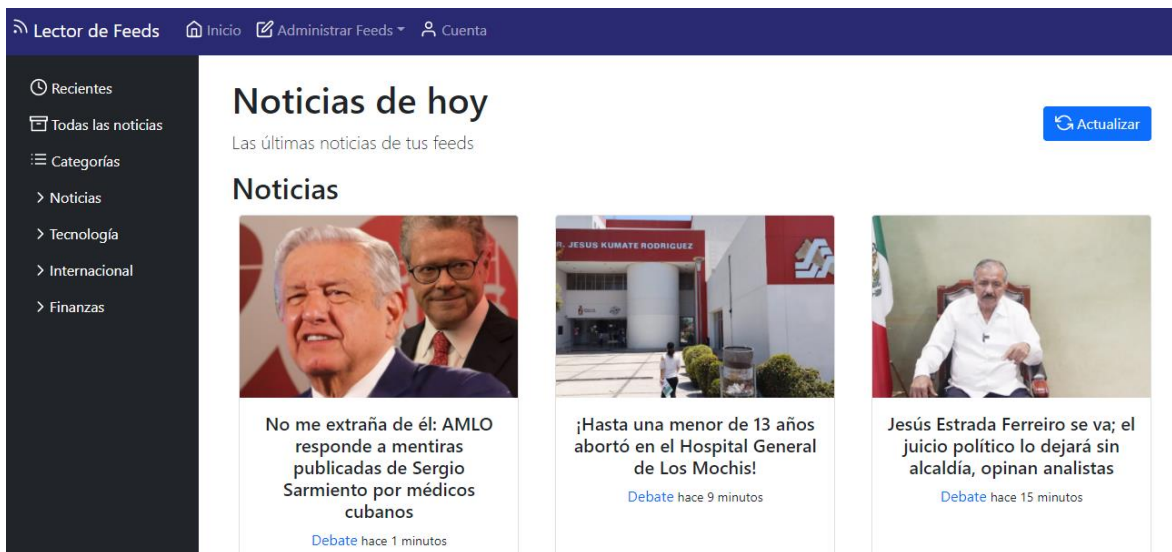 Lector de Feeds Inicio Administrar Feeds Cuenta
Recientes
Todas las noticias
Categorías
Noticias
Tecnología
Internacional
Finanzas
Noticias de hoy
Las últimas noticias de tus feeds
Actualizar
Noticias
No me extraña de él: AMLO
responde a mentiras
publicadas de Sergio
Sarmiento por médicos
cubanos
Debate hace 1 minutos
R. JESUS KUMATE RODRIGUEZ
¡Hasta una menor de 13 años
abortó en el Hospital General
de Los Mochis!
Debate hace 9 minutos
Jesús Estrada Ferreiro se va; el
juicio político lo dejará sin
alcaldía, opinan analistas
Debate hace 15 minutos